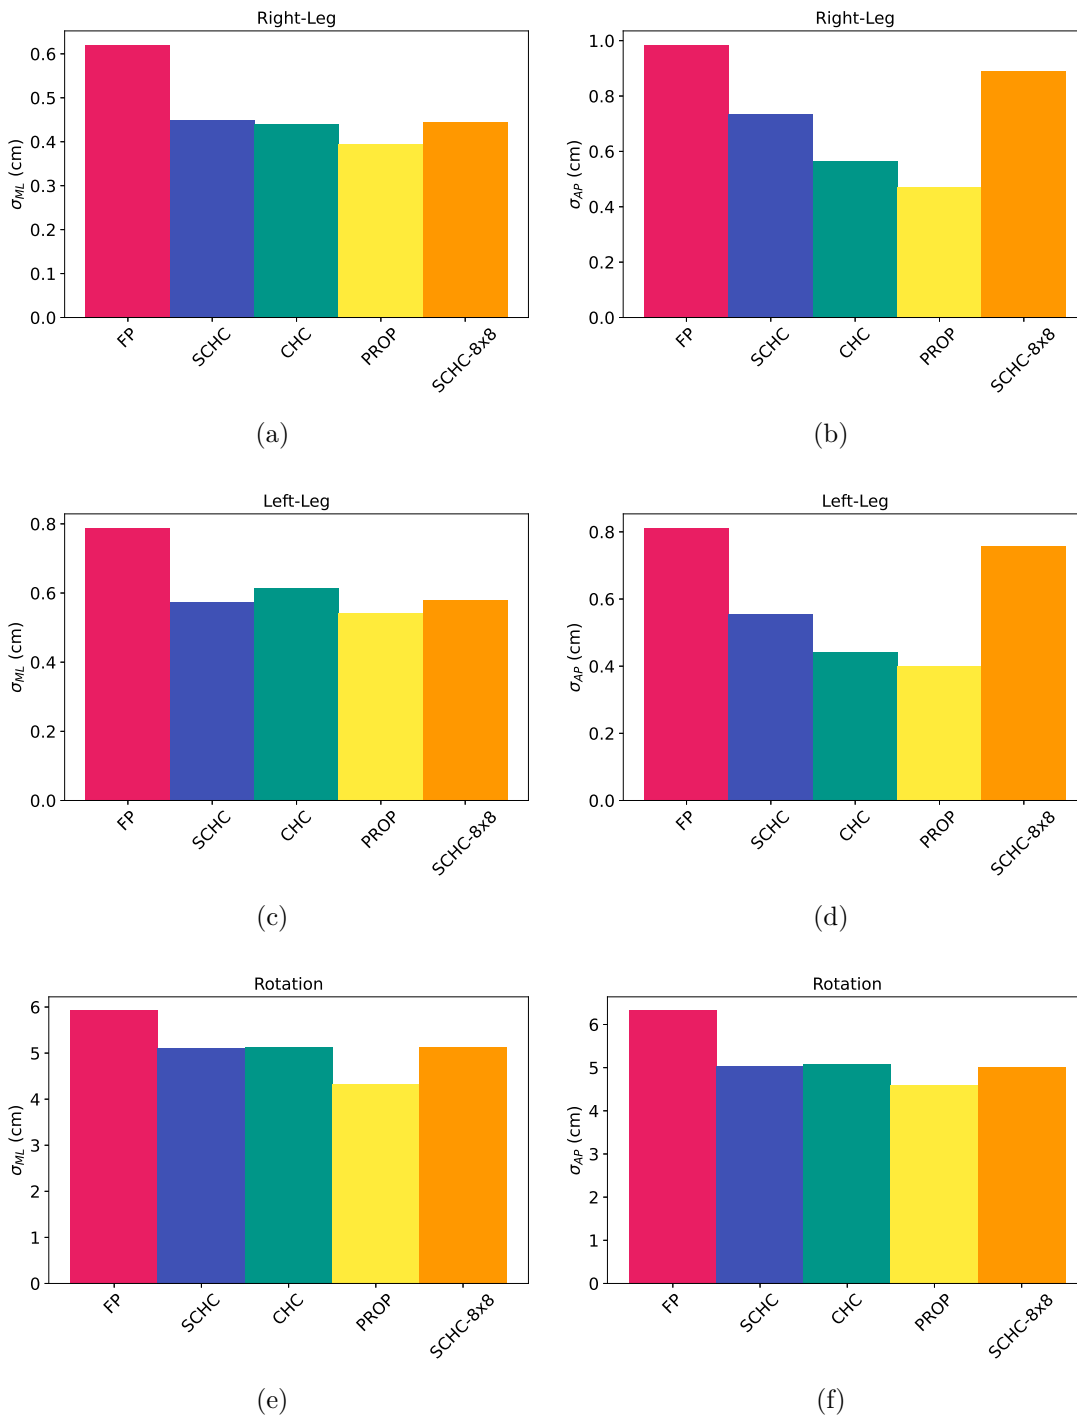 Right-Leg
σML (cm)
0.6
0.5
0.4
0.3
0.2
0.1
0.0
FP
SCHC
CHC
PROP
SCHC-8x8
(a)
Right-Leg
σAP (cm)
1.0
0.8
0.6
0.4
0.2
0.0
FP
SCHC
CHC
PROP
SCHC-8x8
(b)
Left-Leg
σML (cm)
0.8
0.6
0.4
0.2
0.0
FP
SCHC
CHC
PROP
SCHC-8x8
(c)
Left-Leg
σAP (cm)
0.8
0.6
0.4
0.2
0.0
FP
SCHC
CHC
PROP
SCHC-8x8
(d)
Rotation
σML (cm)
6
5
4
3
2
1
0
FP
SCHC
CHC
PROP
SCHC-8x8
(e)
Rotation
σAP (cm)
6
5
4
3
2
1
0
FP
SCHC
CHC
PROP
SCHC-8x8
(f)